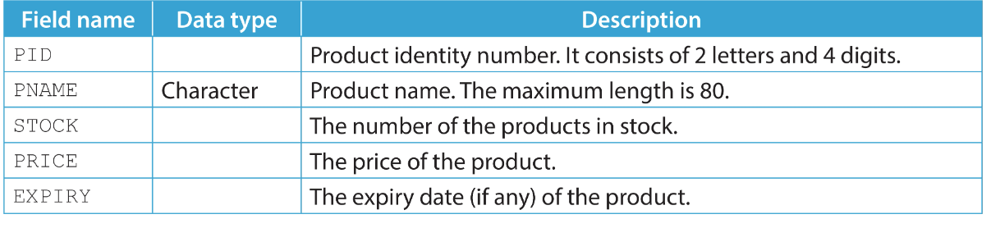 Field name Data type Description
PID Product identity number. It consists of 2 letters and 4 digits.
PNAME Character Product name. The maximum length is 80.
STOCK The number of the products in stock.
PRICE The price of the product.
EXPIRY The expiry date (if any) of the product.